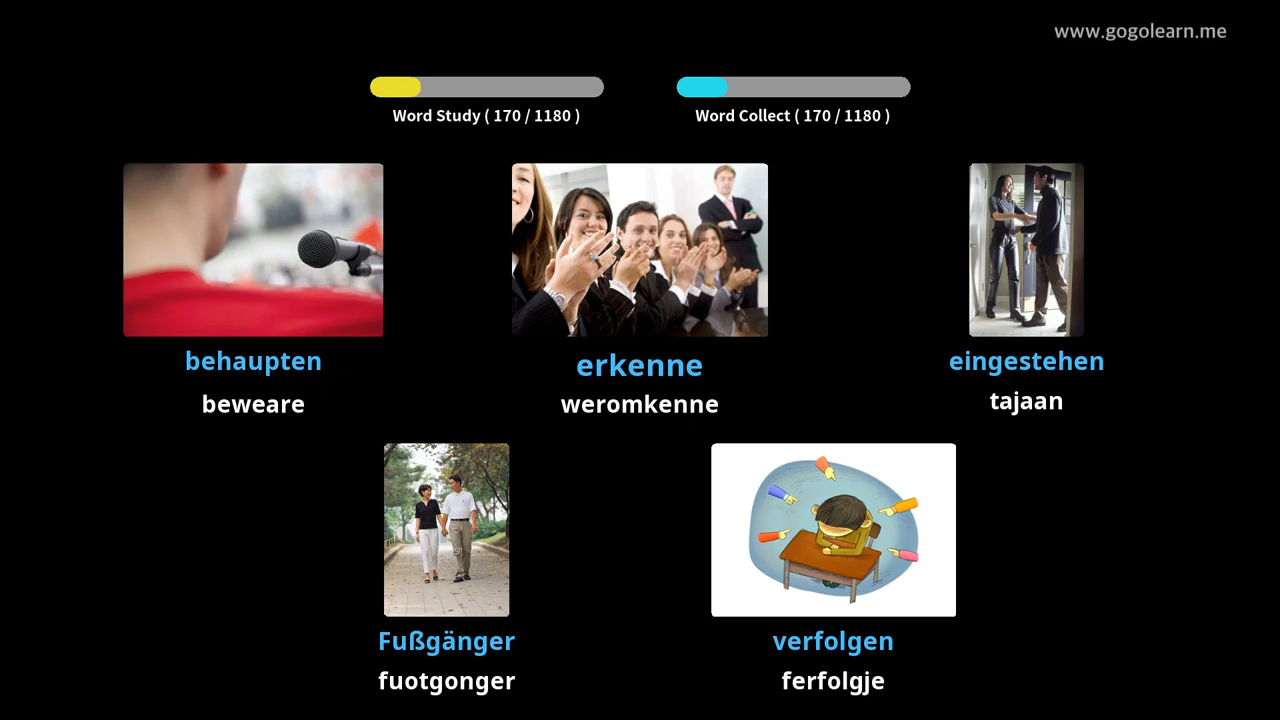 www.gogolearn.me
Word Study ( 170 / 1180 )
Word Collect ( 170 / 1180 )
behaupten
beweare
erkenne
weromkenne
eingestehen
tajaan
Fußgänger
fuotgonger
verfolgen
ferfolgje